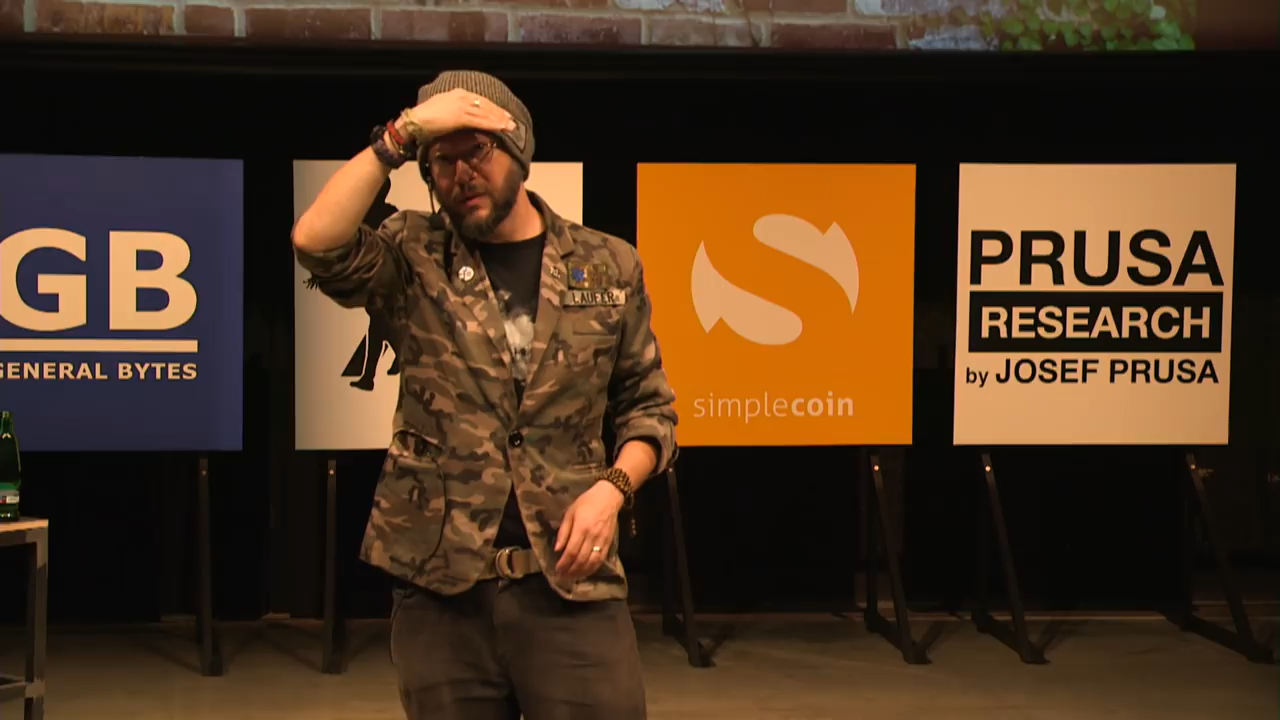 GB
GENERAL BYTES
LAUFER
simplecoin
PRUSA
RESEARCH
by JOSEF PRUSA